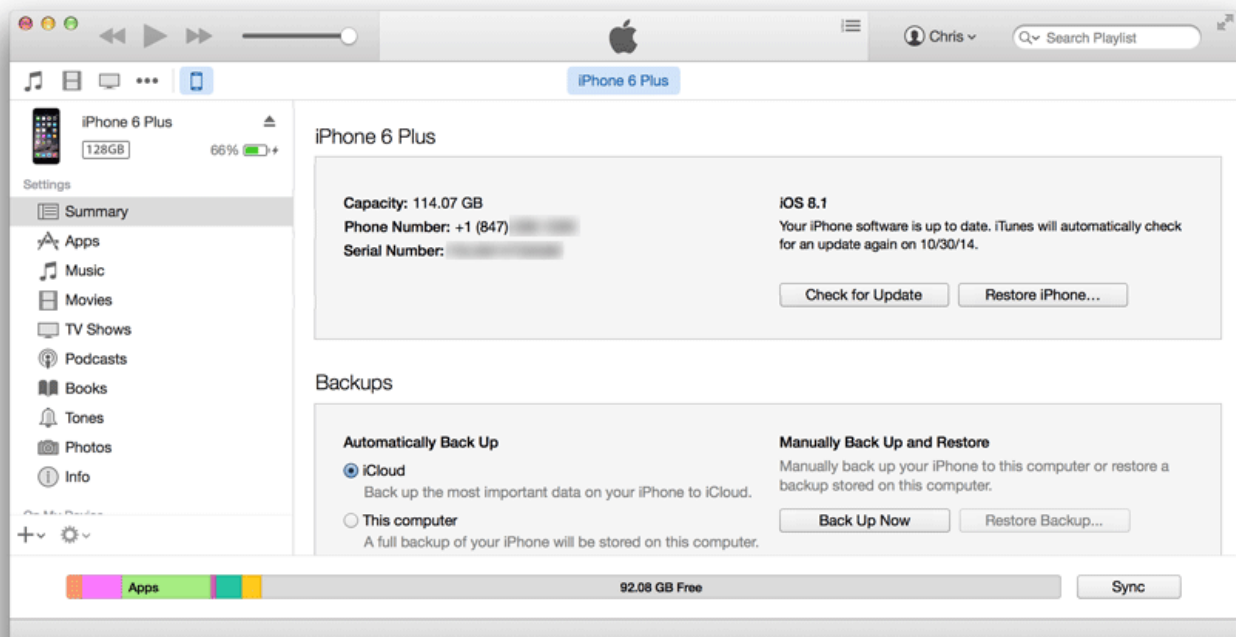 Chris
Search Playlist
iPhone 6 Plus
iPhone 6 Plus
128GB
66%
Settings
Summary
Apps
Music
Movies
TV Shows
Podcasts
Books
Tones
Photos
Info
On My Device
iPhone 6 Plus
Capacity: 114.07 GB
Phone Number: +1 (847)
Serial Number:
iOS 8.1
Your iPhone software is up to date. iTunes will automatically check
for an update again on 10/30/14.
Check for Update
Restore iPhone...
Backups
Automatically Back Up
iCloud
Back up the most important data on your iPhone to iCloud.
This computer
A full backup of your iPhone will be stored on this computer.
Manually Back Up and Restore
Manually back up your iPhone to this computer or restore a
backup stored on this computer.
Back Up Now
Restore Backup...
Apps
92.08 GB Free
Sync